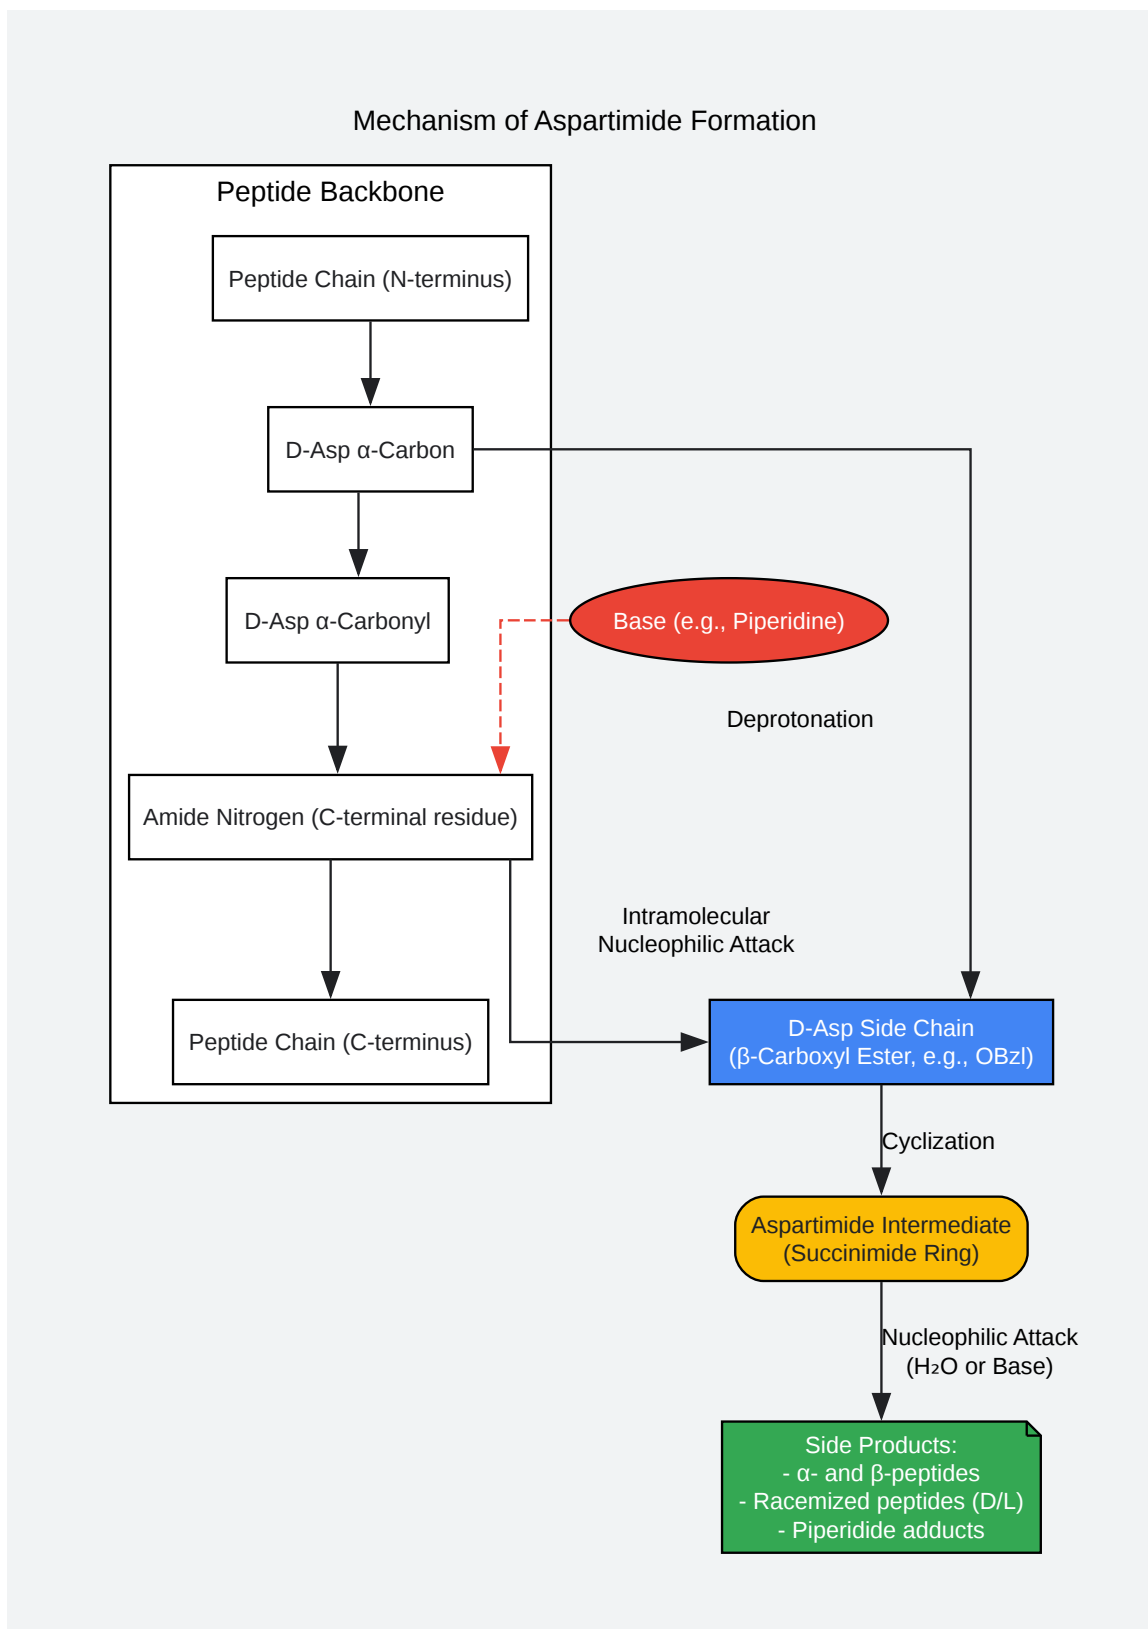 Mechanism of Aspartimide Formation
Peptide Backbone
Peptide Chain (N-terminus)
D-Asp α-Carbon
D-Asp α-Carbonyl
Base (e.g., Piperidine)
Deprotonation
Amide Nitrogen (C-terminal residue)
Intramolecular
Nucleophilic Attack
Peptide Chain (C-terminus)
D-Asp Side Chain
(β-Carboxyl Ester, e.g., OBzl)
Cyclization
Aspartimide Intermediate
(Succinimide Ring)
Nucleophilic Attack
(H₂O or Base)
Side Products:
- α- and β-peptides
- Racemized peptides (D/L)
- Piperidide adducts